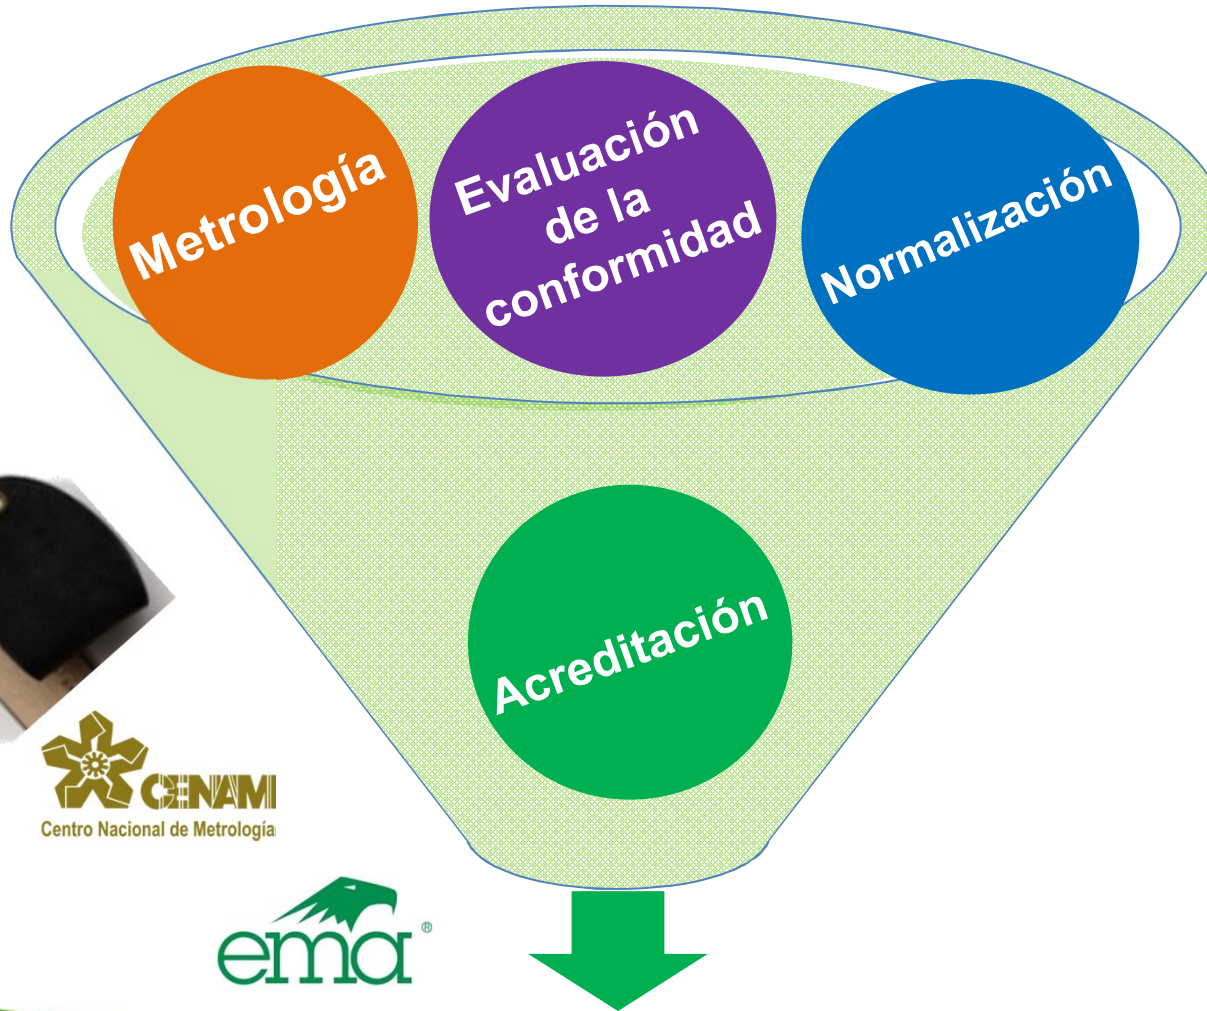 Metrología
Evaluación
de la
conformidad
Normalización
Acreditación
CENAM
Centro Nacional de Metrología
ema®